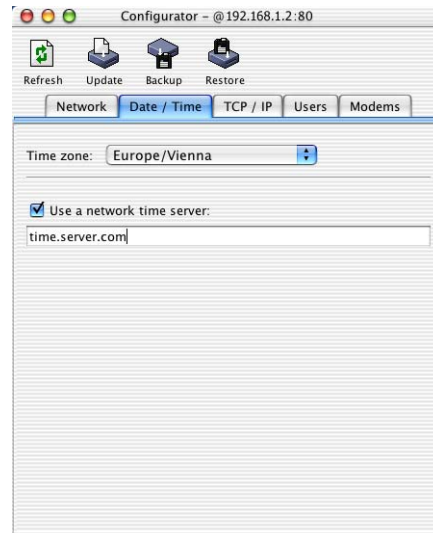 Configurator – @192.168.1.2:80
Refresh Update Backup Restore
Network Date / Time TCP / IP Users Modems
Time zone: Europe/Vienna
Use a network time server:
time.server.com